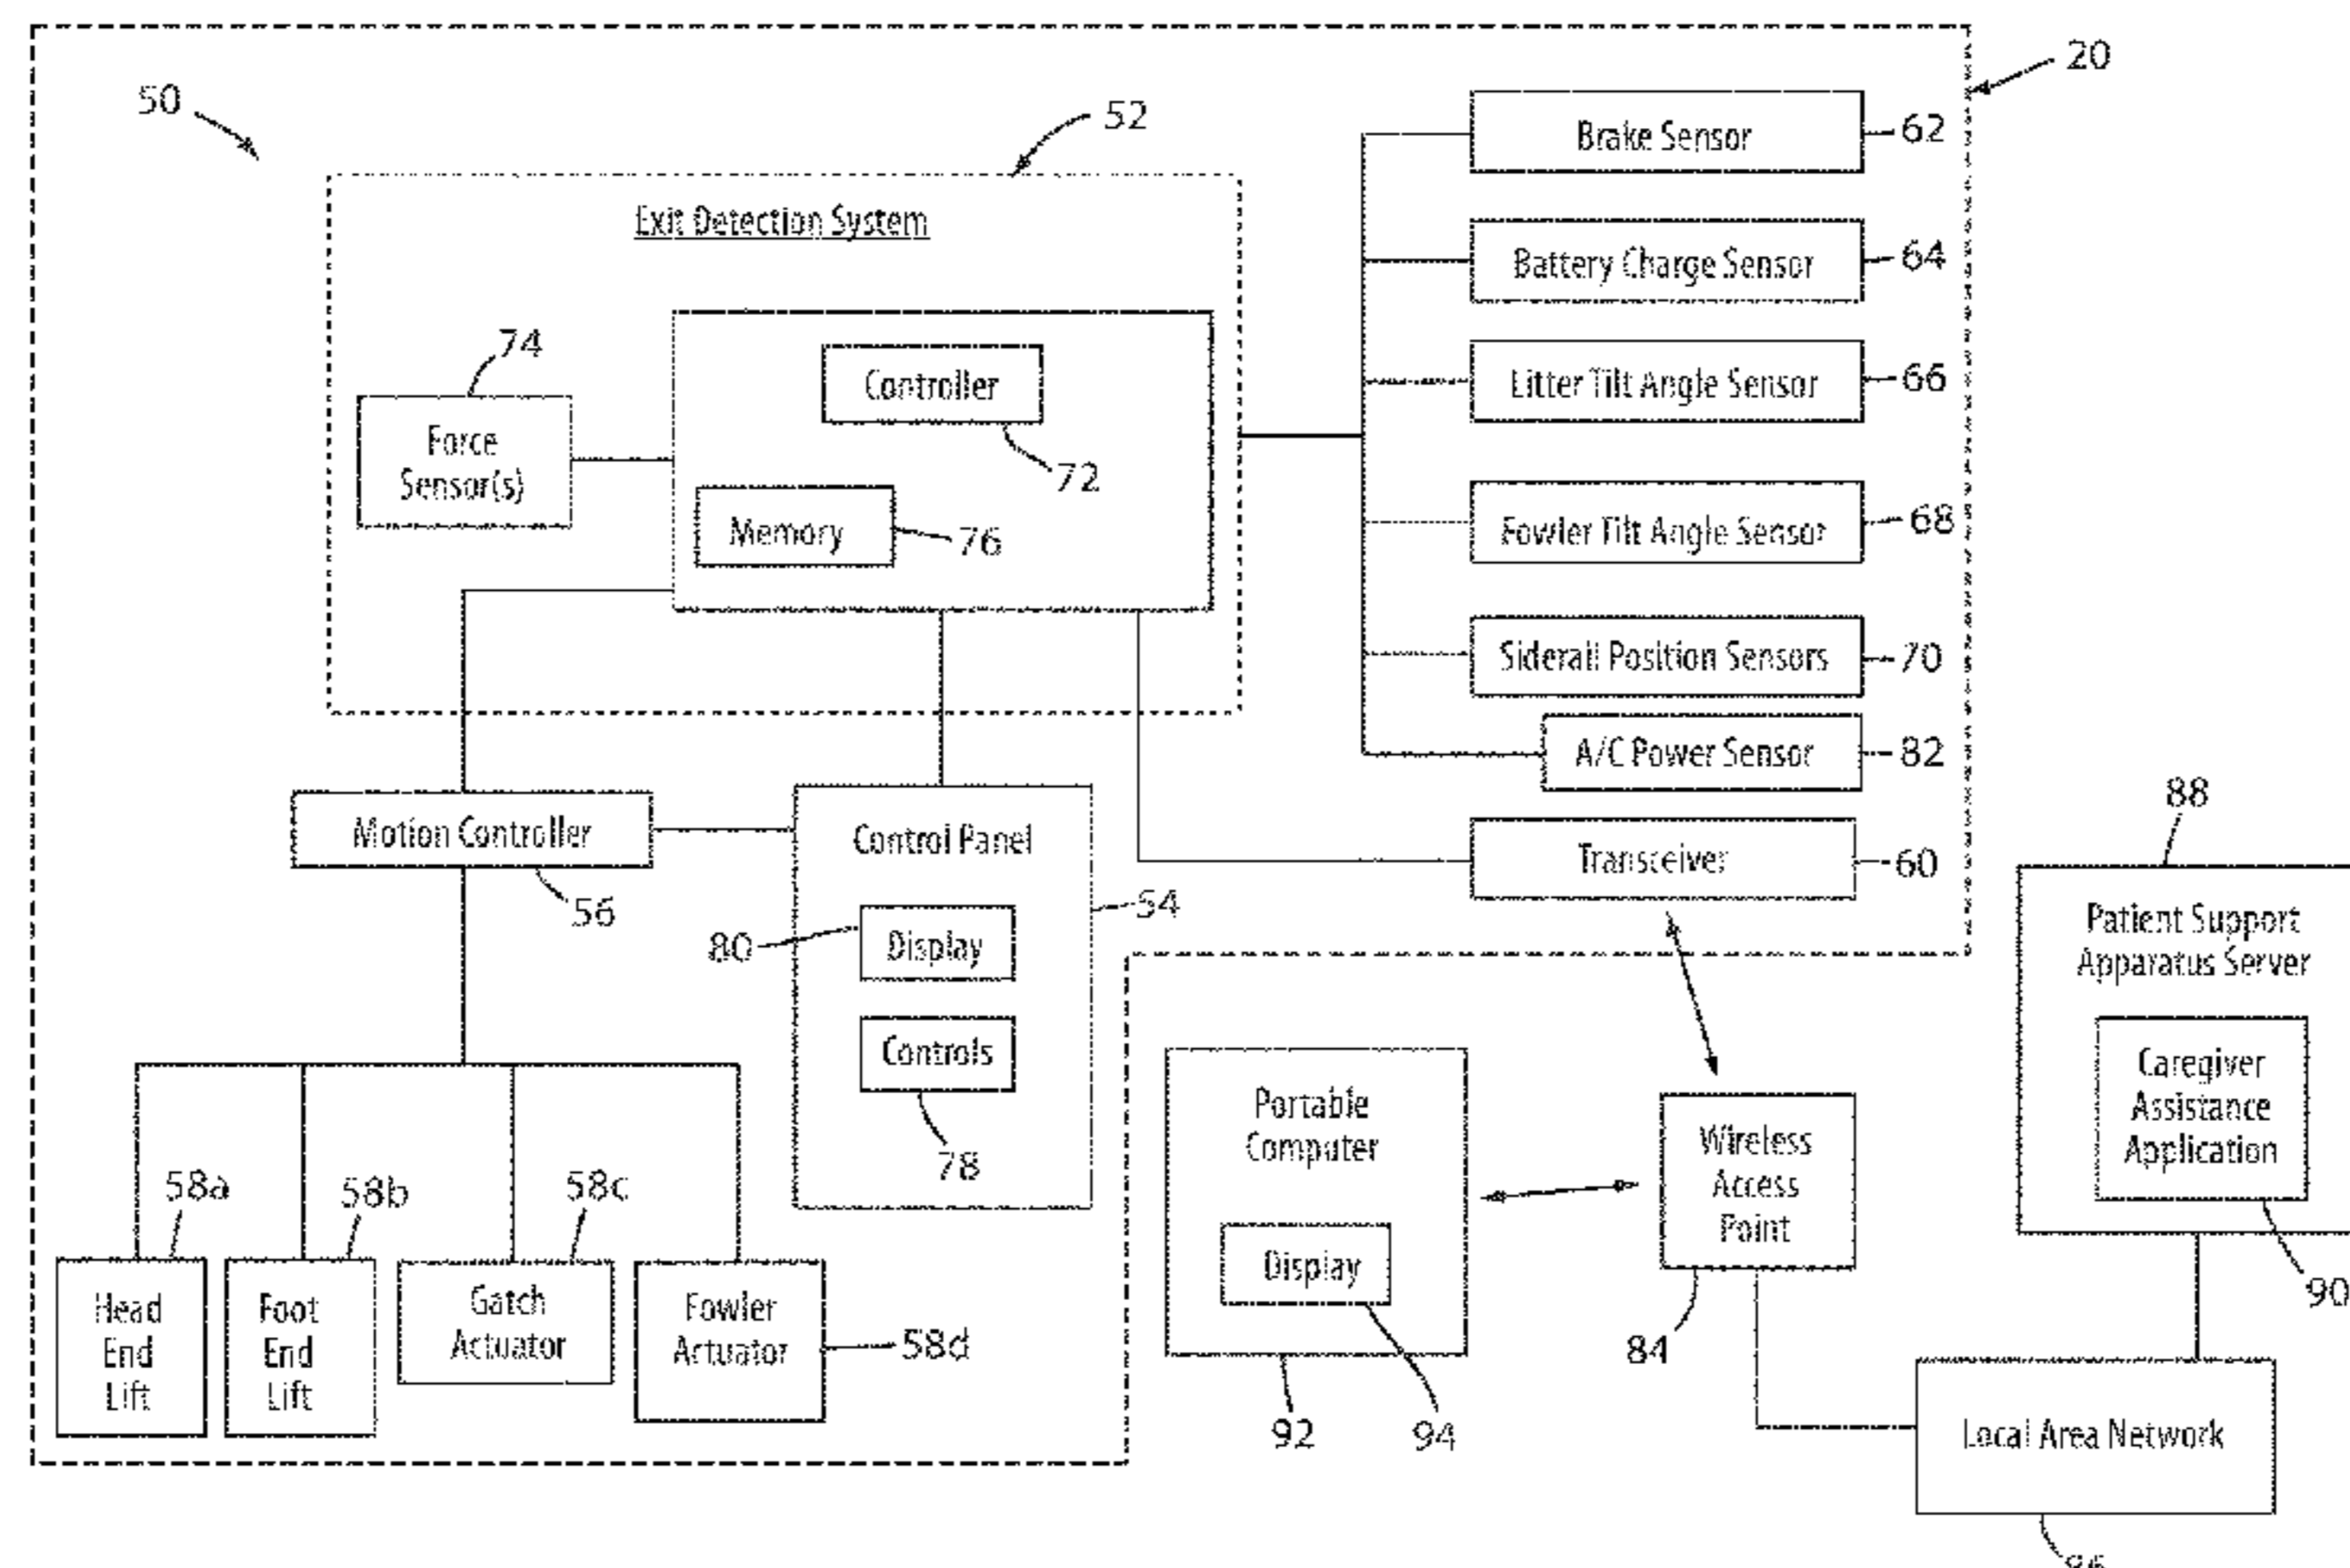 20
50
52
Exit Detection System
Brake Sensor
62
Battery Charge Sensor
64
Litter Tilt Angle Sensor
66
Fowler Tilt Angle Sensor
68
Siderail Position Sensors
70
A/C Power Sensor
82
Transceiver
60
74
Force
Sensor(s)
Controller
72
Memory
76
Motion Controller
56
Control Panel
54
80
Display
Controls
78
58a
58b
58c
58d
Head
End
Lift
Foot
End
Lift
Gatch
Actuator
Fowler
Actuator
Portable
Computer
Display
92
94
Wireless
Access
Point
84
88
Patient Support
Apparatus Server
Caregiver
Assistance
Application
90
Local Area Network